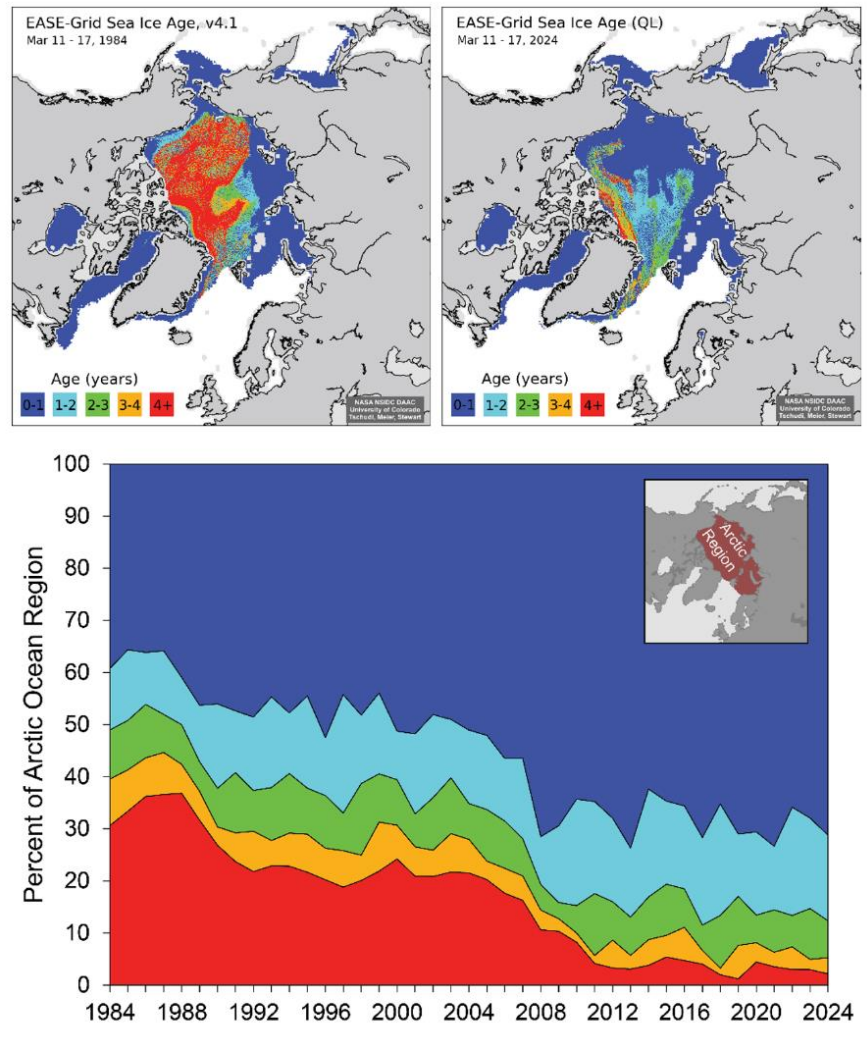 EASE-Grid Sea Ice Age, v4.1
Mar 11 - 17, 1984
Age (years)
0-1 1-2 2-3 3-4 4+
NASA NSIDC DAAC
University of Colorado
Tschudi, Meier, Stewart
EASE-Grid Sea Ice Age (QL)
Mar 11 - 17, 2024
Age (years)
0-1 1-2 2-3 3-4 4+
NASA NSIDC DAAC
University of Colorado
Tschudi, Meier, Stewart
Percent of Arctic Ocean Region
100
90
80
70
60
50
40
30
20
10
0
Arctic
Region
1984 1988 1992 1996 2000 2004 2008 2012 2016 2020 2024